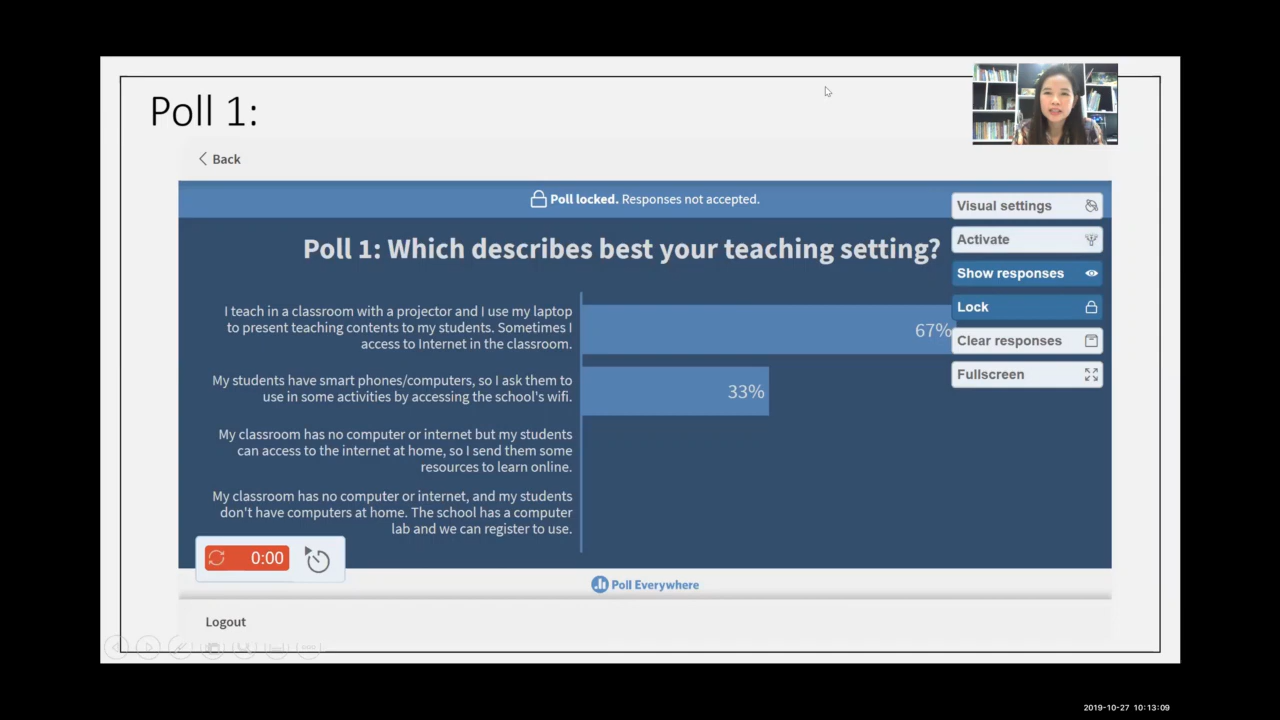 Poll 1:
Back
Poll locked. Responses not accepted.
Visual settings
Activate
Show responses
Lock
Clear responses
Fullscreen
Poll 1: Which describes best your teaching setting?
I teach in a classroom with a projector and I use my laptop
to present teaching contents to my students. Sometimes I
access to Internet in the classroom.
67%
My students have smart phones/computers, so I ask them to
use in some activities by accessing the school's wifi.
33%
My classroom has no computer or internet but my students
can access to the internet at home, so I send them some
resources to learn online.
My classroom has no computer or internet, and my students
don't have computers at home. The school has a computer
lab and we can register to use.
0:00
Poll Everywhere
Logout
2019-10-27 10:13:09